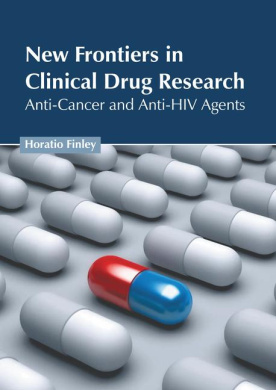 New Frontiers in
Clinical Drug Research
Anti-Cancer and Anti-HIV Agents
Horatio Finley